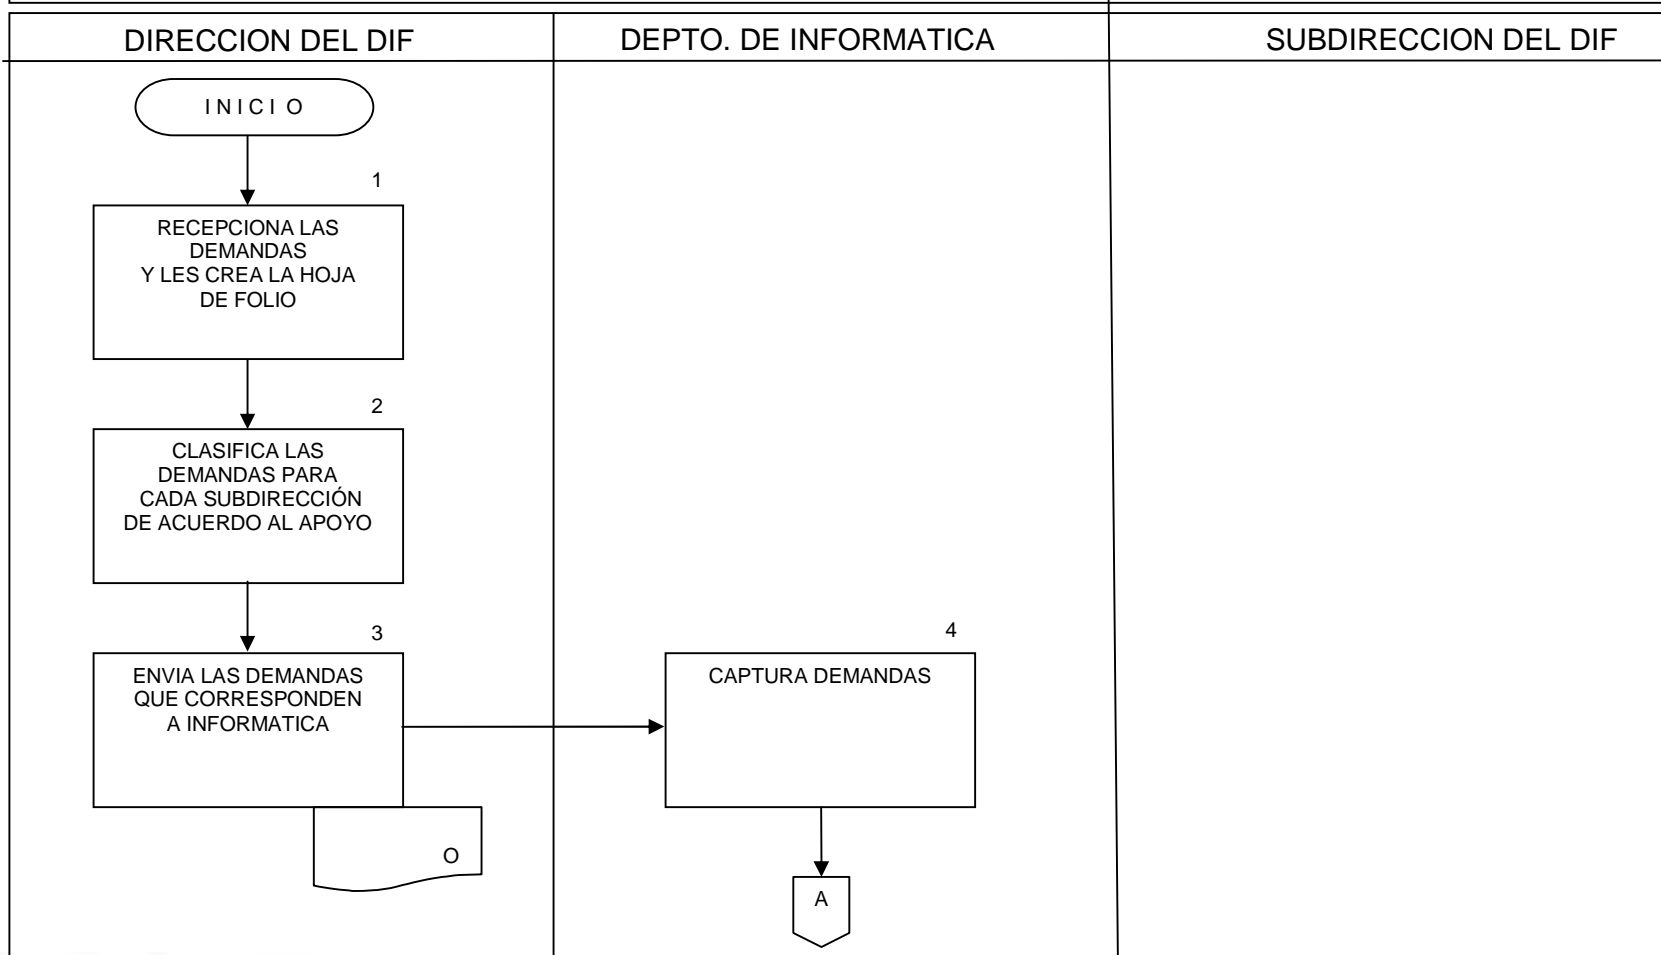 DIRECCION DEL DIF
DEPTO. DE INFORMATICA
SUBDIRECCION DEL DIF
I N I C I O
1
RECEPCIONA LAS
DEMANDAS
Y LES CREA LA HOJA
DE FOLIO
2
CLASIFICA LAS
DEMANDAS PARA
CADA SUBDIRECCIÓN
DE ACUERDO AL APOYO
3
ENVIA LAS DEMANDAS
QUE CORRESPONDEN
A INFORMATICA
O
4
CAPTURA DEMANDAS
A